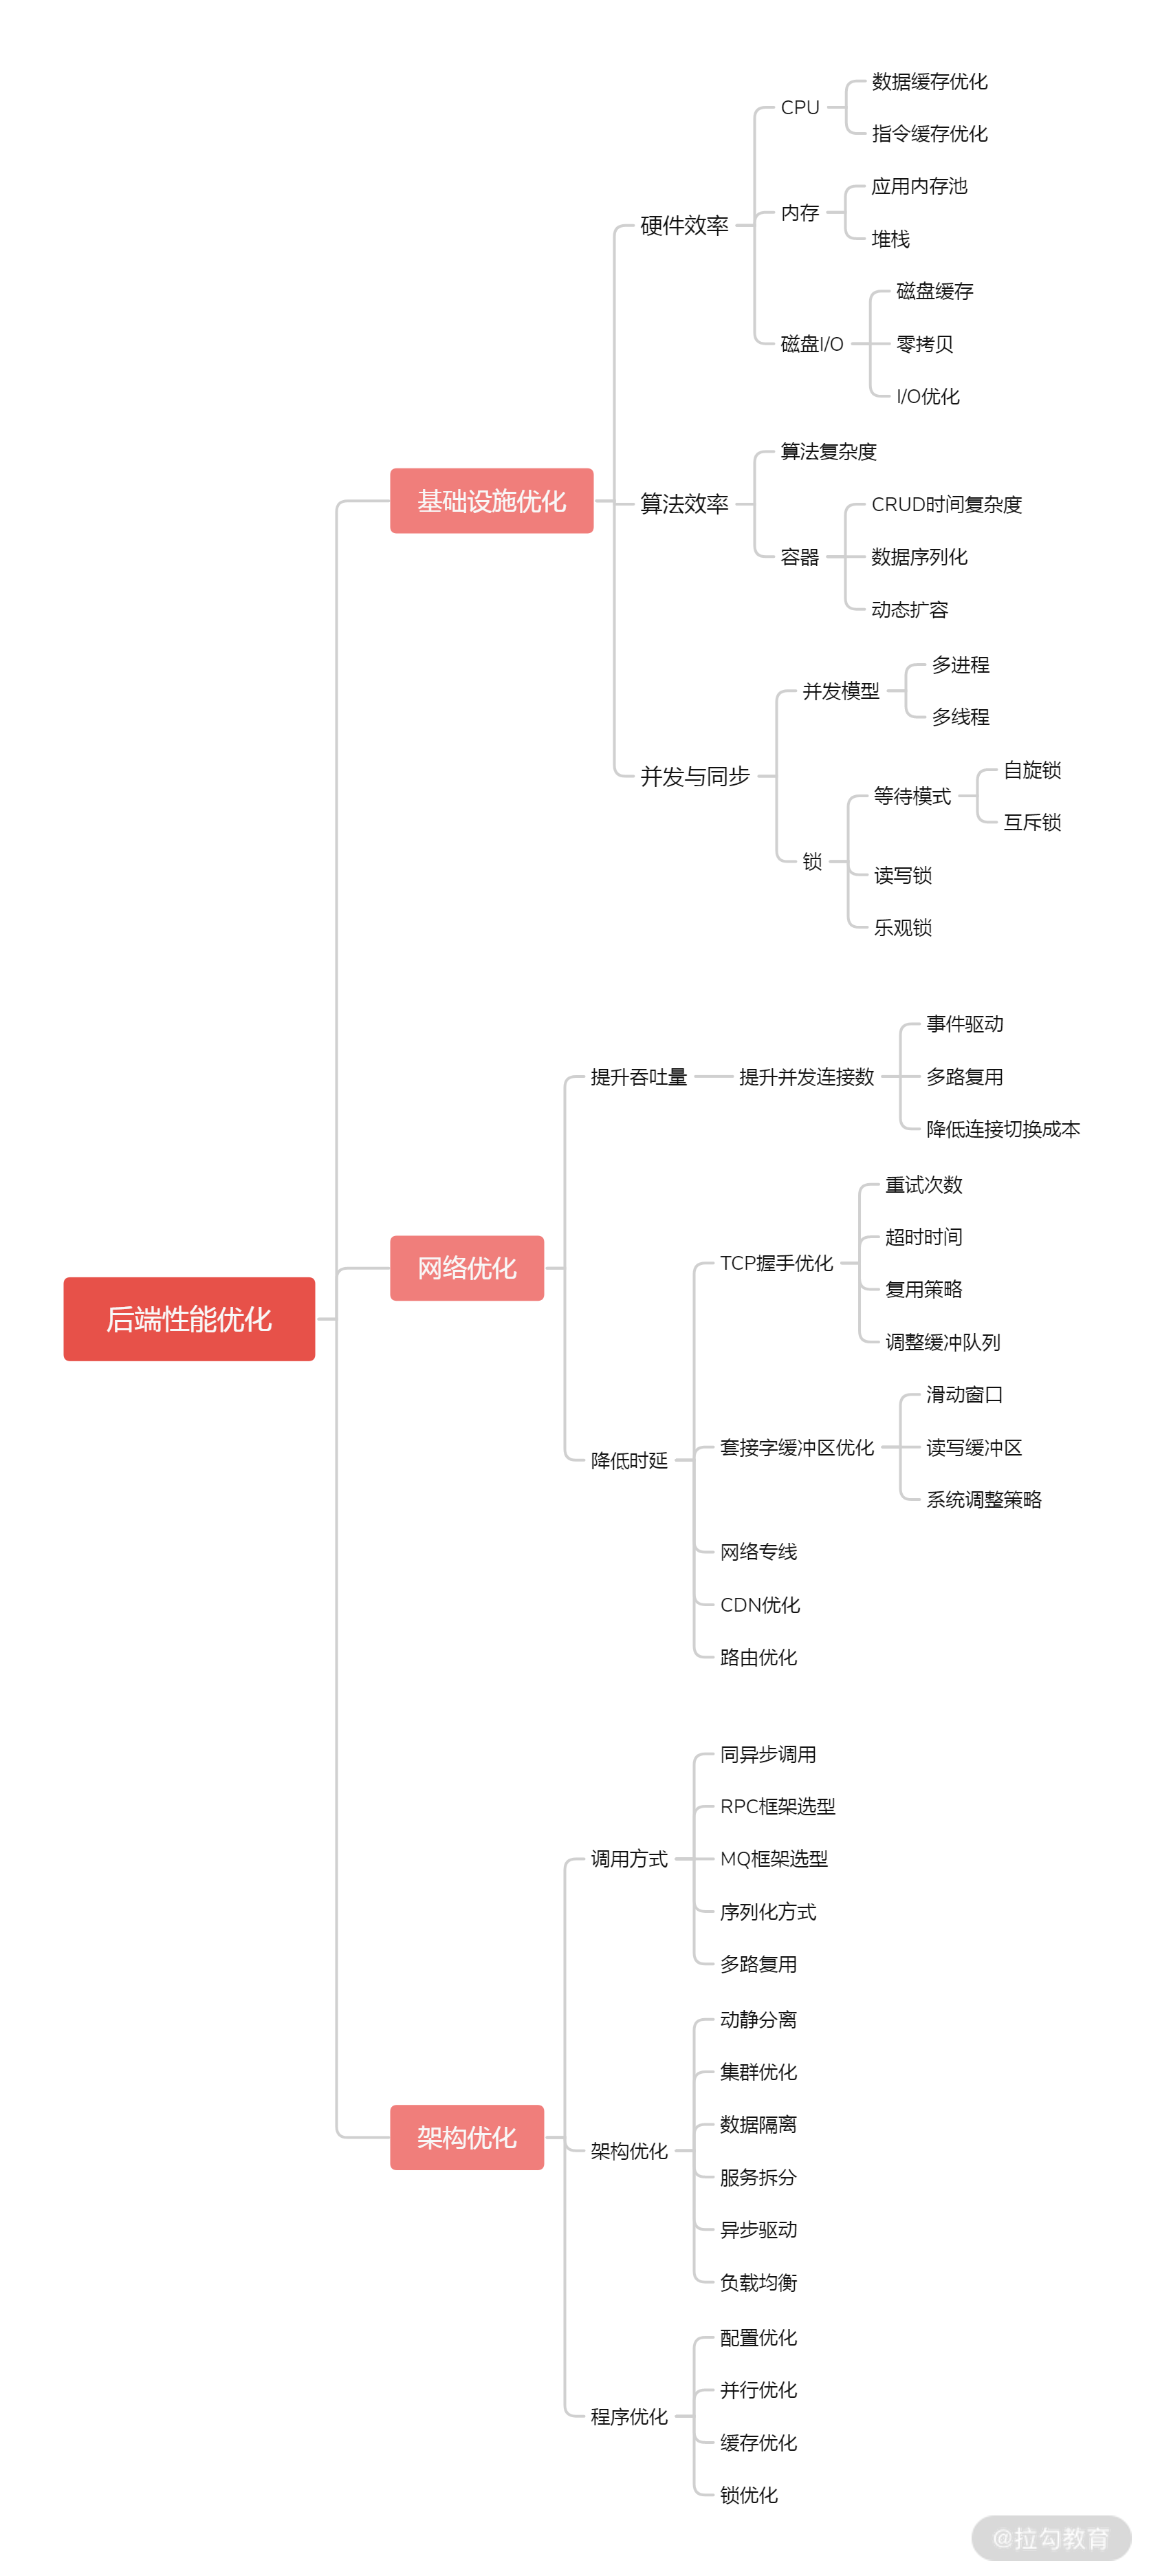 后端性能优化
基础设施优化
硬件效率
CPU
数据缓存优化
指令缓存优化
内存
应用内存池
堆栈
磁盘I/O
磁盘缓存
零拷贝
I/O优化
算法效率
算法复杂度
容器
CRUD时间复杂度
数据序列化
动态扩容
并发与同步
并发模型
多进程
多线程
锁
等待模式
自旋锁
互斥锁
读写锁
乐观锁
网络优化
提升吞吐量
提升并发连接数
事件驱动
多路复用
降低连接切换成本
降低时延
TCP握手优化
重试次数
超时时间
复用策略
调整缓冲队列
套接字缓冲区优化
滑动窗口
读写缓冲区
系统调整策略
网络专线
CDN优化
路由优化
架构优化
调用方式
同异步调用
RPC框架选型
MQ框架选型
序列化方式
多路复用
架构优化
动静分离
集群优化
数据隔离
服务拆分
异步驱动
负载均衡
程序优化
配置优化
并行优化
缓存优化
锁优化
@拉勾教育